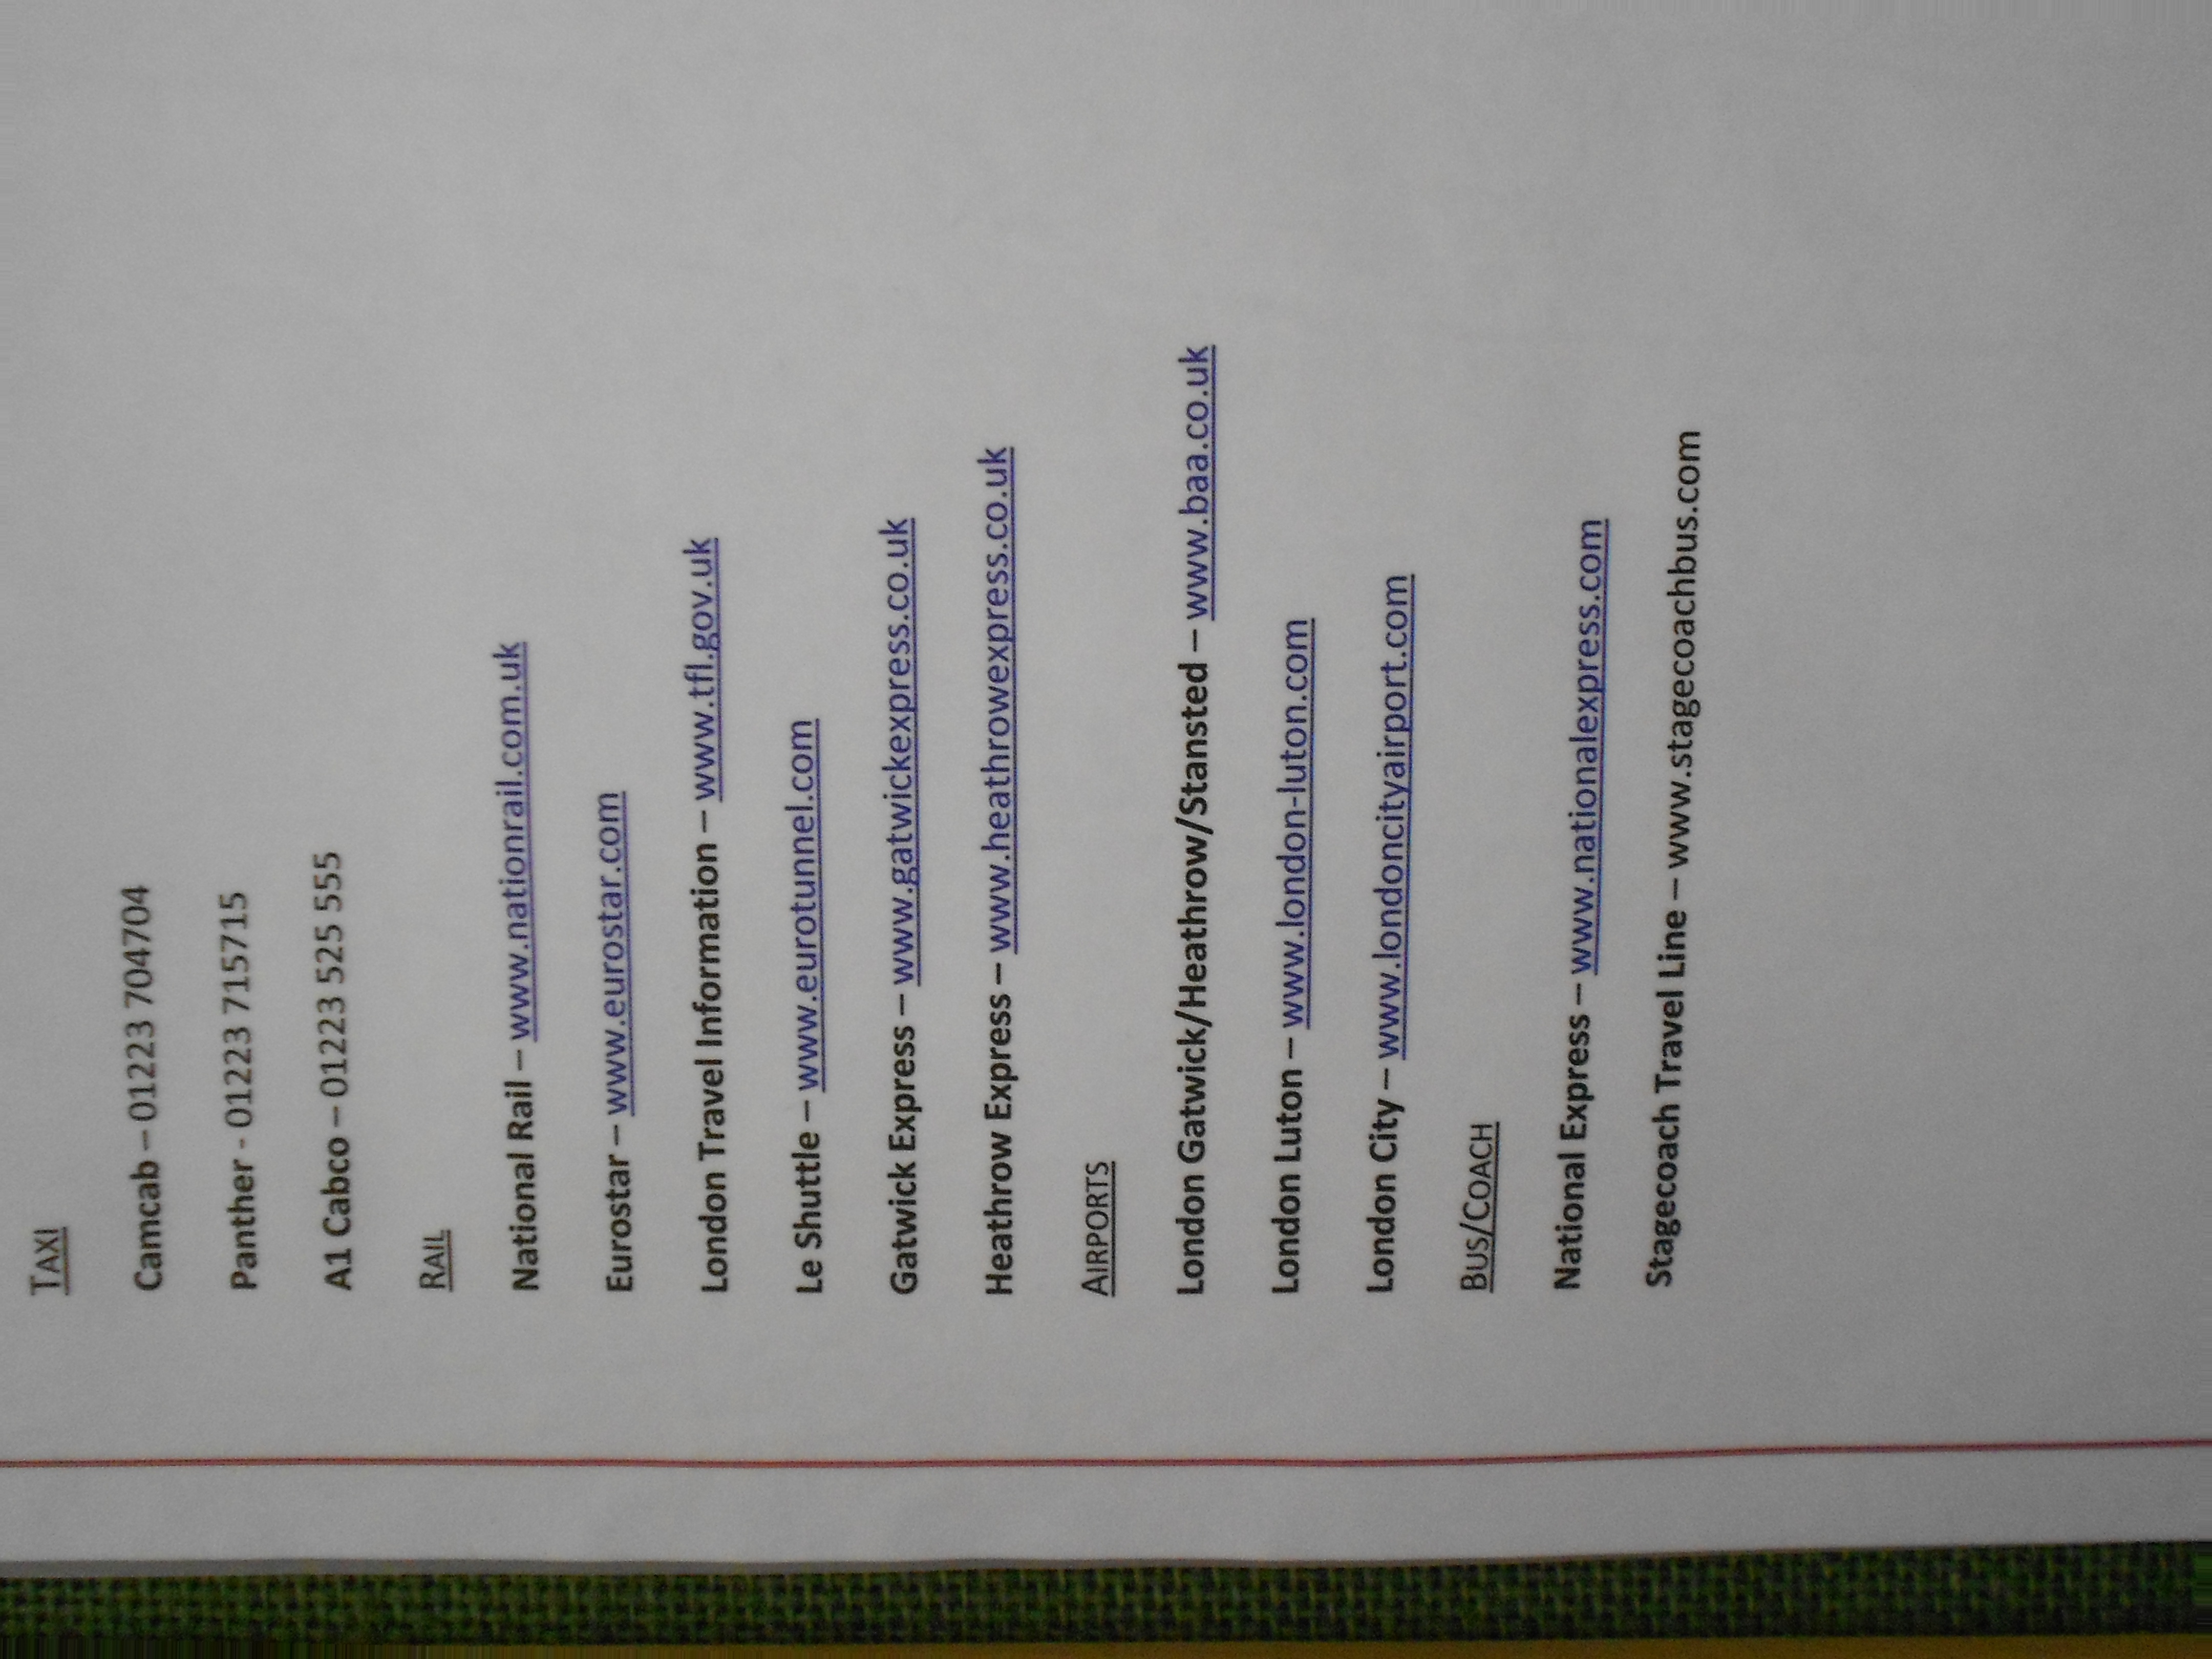 TAXI
Camcab – 01223 704704
Panther - 01223 715715
A1 Cabco – 01223 525 555
RAIL
National Rail – www.nationrail.com.uk
Eurostar – www.eurostar.com
London Travel Information – www.tfl.gov.uk
Le Shuttle – www.eurotunnel.com
Gatwick Express – www.gatwickexpress.co.uk
Heathrow Express – www.heathrowexpress.co.uk
AIRPORTS
London Gatwick/Heathrow/Stansted – www.baa.co.uk
London Luton – www.london-luton.com
London City – www.londoncityairport.com
BUS/COACH
National Express – www.nationalexpress.com
Stagecoach Travel Line – www.stagecoachbus.com